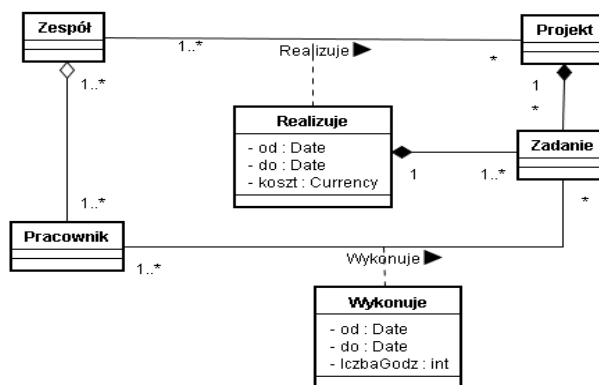 Zespół
Projekt
1..*
Realizuje ▶
*
1..*
1
*
Realizuje
- od : Date
- do : Date
- koszt : Currency
Zadanie
1
1..*
1..*
*
Pracownik
1..*
Wykonuje ▶
Wykonuje
- od : Date
- do : Date
- lczbaGodz : int